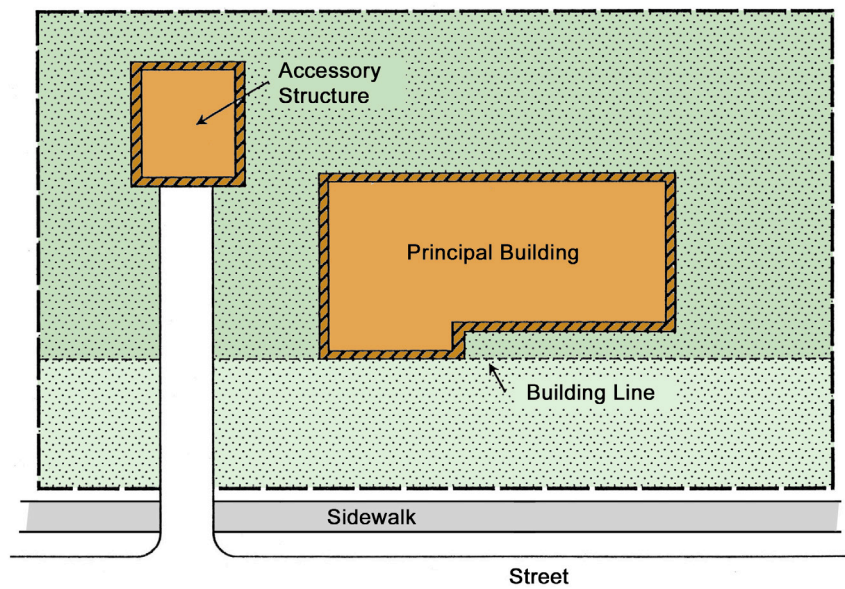 Accessory
Structure
Principal Building
Building Line
Sidewalk
Street